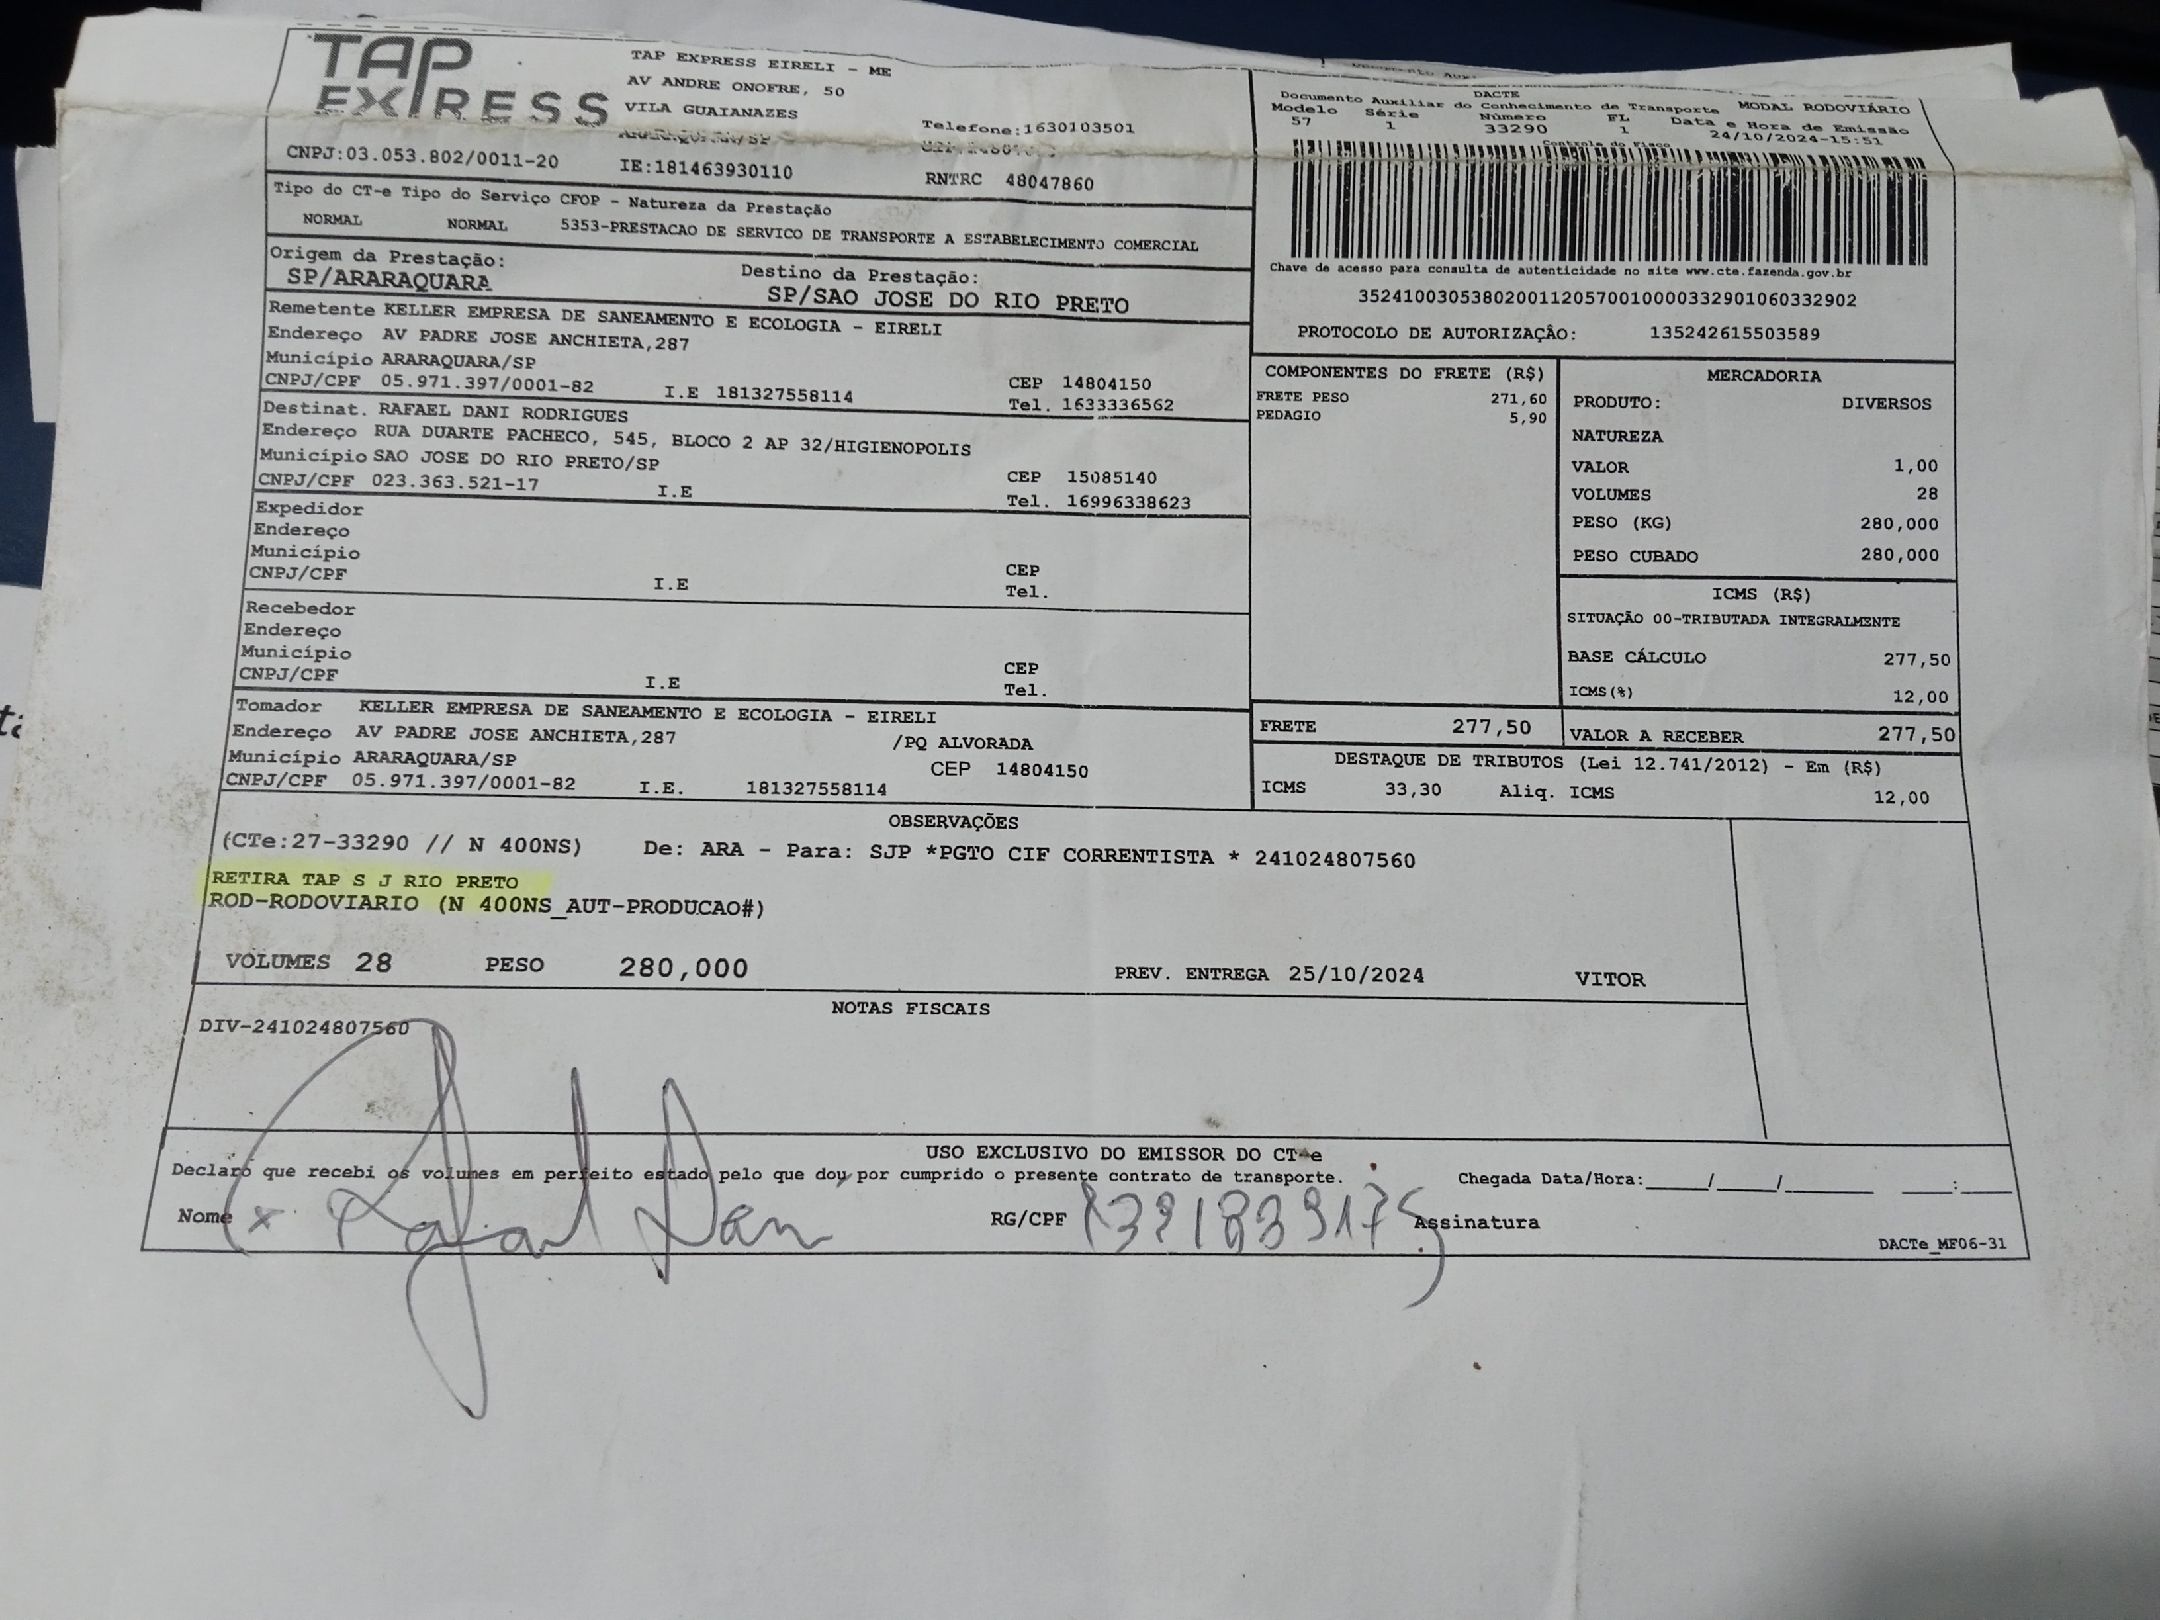 TAP EXPRESS
TAP EXPRESS EIRELI - ME
AV ANDRE ONOFRE, 50
VILA GUAIANAZES
Telefone:1630103501
ARARAQUARA/SP
CNPJ:03.053.802/0011-20 IE:181463930110 RNTRC 48047860
DACTE
Documento Auxiliar do Conhecimento de Transporte MODAL RODOVIÁRIO
Modelo Série Número FL Data e Hora de Emissão
57 1 33290 1 24/10/2024-15:51
Controle do Fisco
Chave de acesso para consulta de autenticidade no site www.cte.fazenda.gov.br
35241003053802001120570010000332901060332902
PROTOCOLO DE AUTORIZAÇÃO: 135242615503589
Tipo do CT-e Tipo do Serviço CFOP - Natureza da Prestação
NORMAL NORMAL 5353-PRESTACAO DE SERVICO DE TRANSPORTE A ESTABELECIMENTO COMERCIAL
Origem da Prestação: Destino da Prestação:
SP/ARARAQUARA SP/SAO JOSE DO RIO PRETO
Remetente KELLER EMPRESA DE SANEAMENTO E ECOLOGIA - EIRELI
Endereço AV PADRE JOSE ANCHIETA,287
Município ARARAQUARA/SP CEP 14804150
CNPJ/CPF 05.971.397/0001-82 I.E 181327558114 Tel. 1633336562
Destinat. RAFAEL DANI RODRIGUES
Endereço RUA DUARTE PACHECO, 545, BLOCO 2 AP 32/HIGIENOPOLIS
Município SAO JOSE DO RIO PRETO/SP CEP 15085140
CNPJ/CPF 023.363.521-17 I.E Tel. 16996338623
Expedidor
Endereço
Município CEP
CNPJ/CPF I.E Tel.
Recebedor
Endereço
Município CEP
CNPJ/CPF I.E Tel.
Tomador KELLER EMPRESA DE SANEAMENTO E ECOLOGIA - EIRELI
Endereço AV PADRE JOSE ANCHIETA,287 /PQ ALVORADA
Município ARARAQUARA/SP CEP 14804150
CNPJ/CPF 05.971.397/0001-82 I.E. 181327558114
COMPONENTES DO FRETE (R$)
FRETE PESO 271,60
PEDAGIO 5,90
MERCADORIA
PRODUTO: DIVERSOS
NATUREZA
VALOR 1,00
VOLUMES 28
PESO (KG) 280,000
PESO CUBADO 280,000
ICMS (R$)
SITUAÇÃO 00-TRIBUTADA INTEGRALMENTE
BASE CÁLCULO 277,50
ICMS(%) 12,00
FRETE 277,50 VALOR A RECEBER 277,50
DESTAQUE DE TRIBUTOS (Lei 12.741/2012) - Em (R$)
ICMS 33,30 Aliq. ICMS 12,00
OBSERVAÇÕES
(CTe:27-33290 // N 400NS) De: ARA - Para: SJP *PGTO CIF CORRENTISTA * 241024807560
RETIRA TAP S J RIO PRETO
ROD-RODOVIARIO (N 400NS_AUT-PRODUCAO#)
VOLUMES 28 PESO 280,000 PREV. ENTREGA 25/10/2024 VITOR
NOTAS FISCAIS
DIV-241024807560
USO EXCLUSIVO DO EMISSOR DO CT-e
Declaro que recebi os volumes em perfeito estado pelo que dou por cumprido o presente contrato de transporte. Chegada Data/Hora:_____/_____/_______ ____:____
Nome x Rafael Dani RG/CPF Assinatura
DACTe_MF06-31